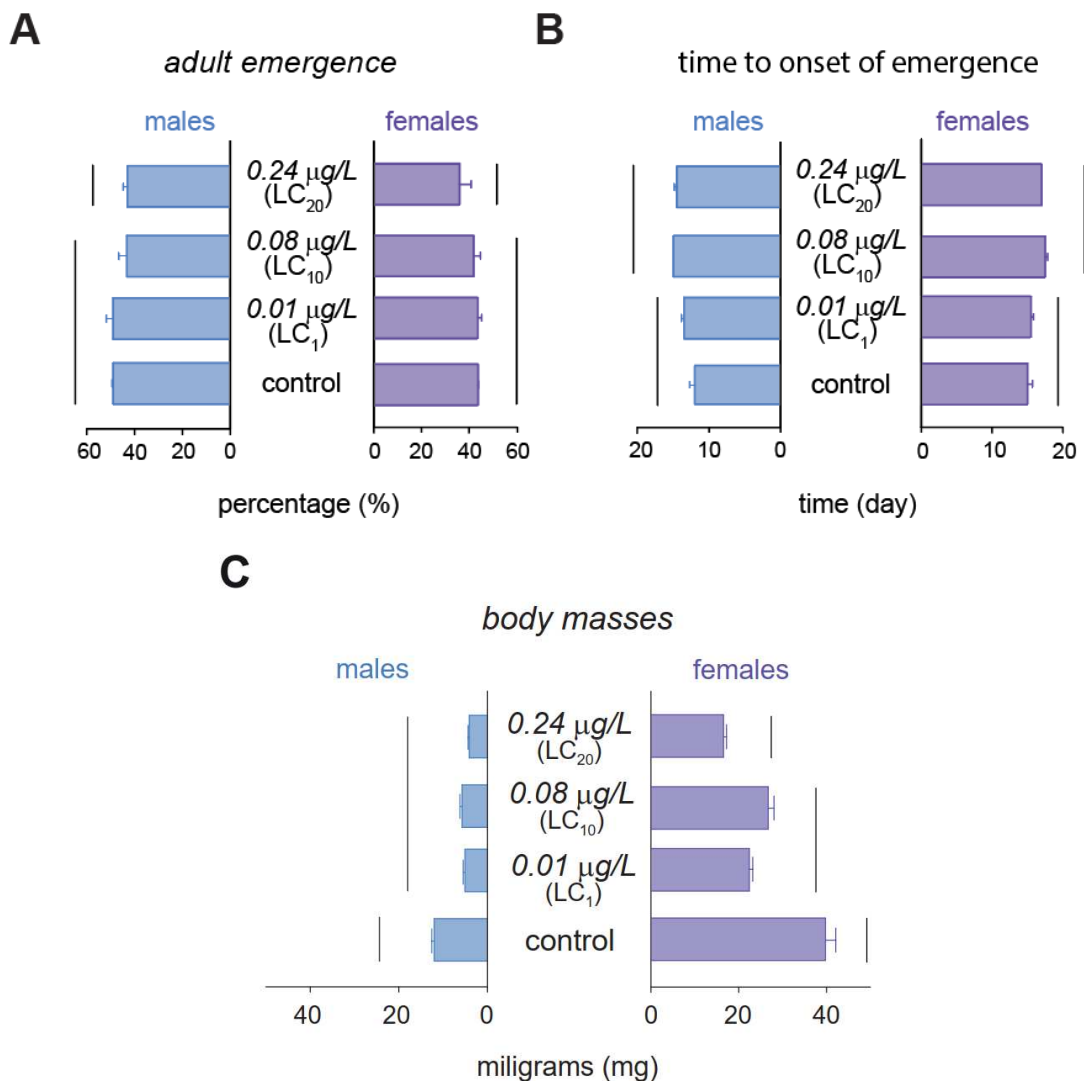 A
adult emergence
males
females
0.24 μg/L
(LC20)
0.08 μg/L
(LC10)
0.01 μg/L
(LC1)
control
60 40 20 0
0 20 40 60
percentage (%)
B
time to onset of emergence
males
females
0.24 μg/L
(LC20)
0.08 μg/L
(LC10)
0.01 μg/L
(LC1)
control
20 10 0
0 10 20
time (day)
C
body masses
males
females
0.24 μg/L
(LC20)
0.08 μg/L
(LC10)
0.01 μg/L
(LC1)
control
40 20 0
0 20 40
miligrams (mg)